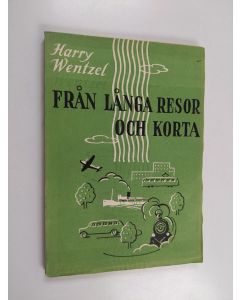 Harry
Wentzel
FRÅN LÅNGA RESOR
OCH KORTA